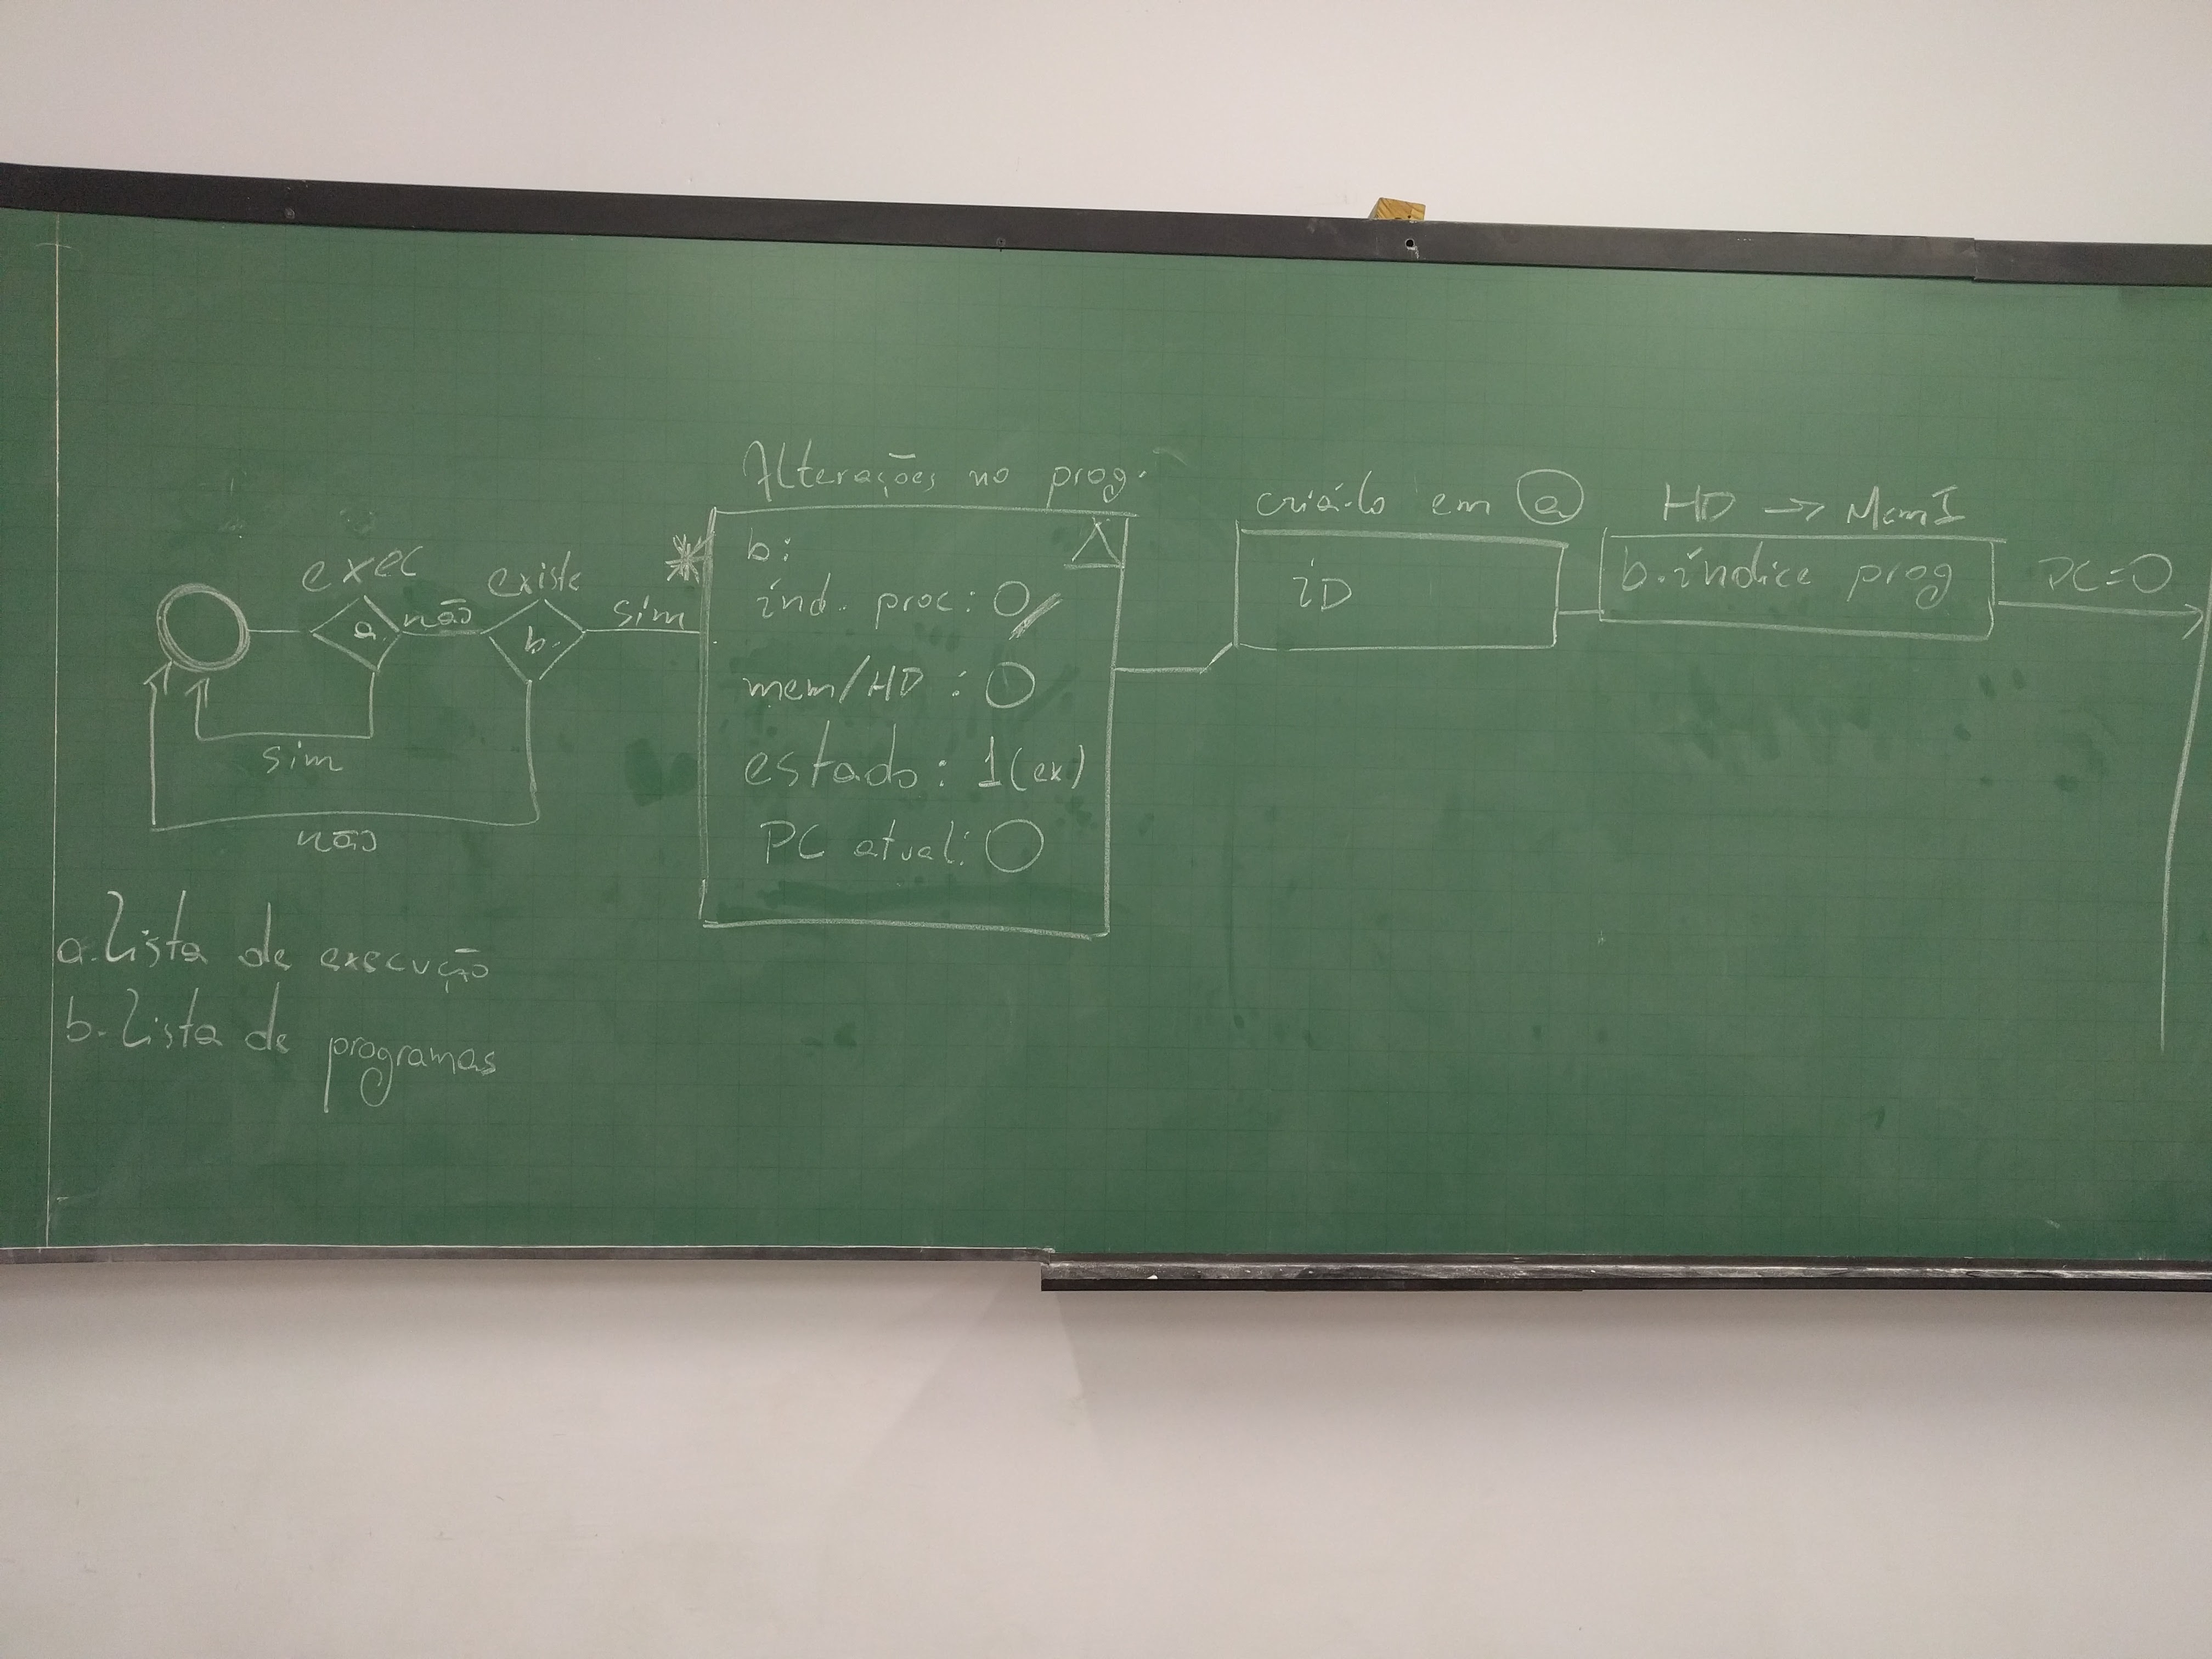 Alterações no prog.
criá-lo em a
HD -> MemI
exec
existe
a.
não
b.
sim
sim
não
b:
ind. proc: 0
mem/HD : 0
estado: 1(ex)
PC atual: 0
iD
b.índice prog
PC=0
a. Lista de execução
b. Lista de programas